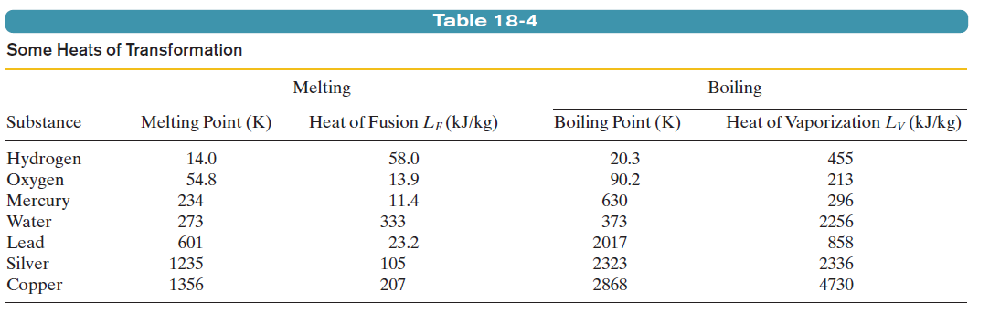 Table 18-4
Some Heats of Transformation
Melting Boiling
Substance Melting Point (K) Heat of Fusion LF (kJ/kg) Boiling Point (K) Heat of Vaporization LV (kJ/kg)
Hydrogen 14.0 58.0 20.3 455
Oxygen 54.8 13.9 90.2 213
Mercury 234 11.4 630 296
Water 273 333 373 2256
Lead 601 23.2 2017 858
Silver 1235 105 2323 2336
Copper 1356 207 2868 4730